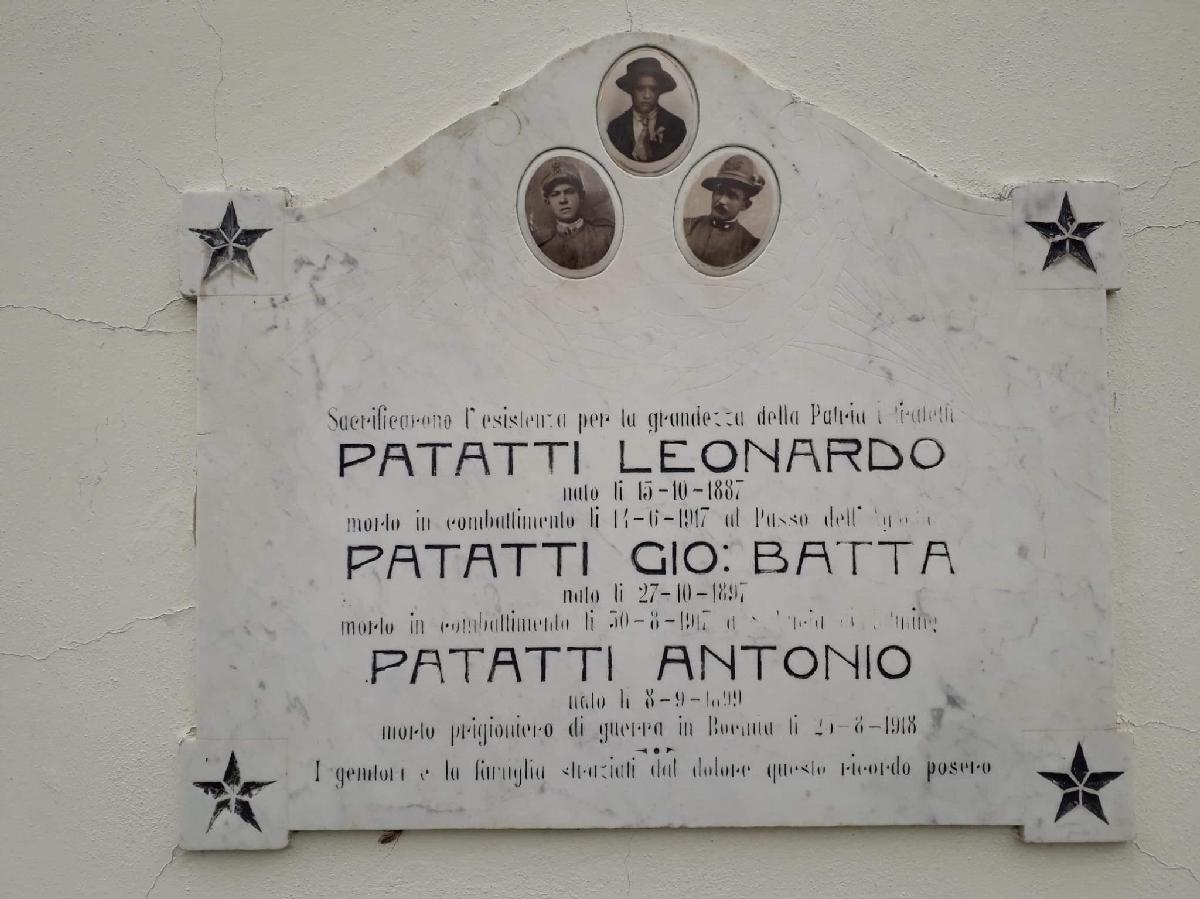 Sacrificarono l'esistenza per la grandezza della Patria i fratelli
PATATTI LEONARDO
nato li 15-10-1887
morto in combattimento li 14-6-1917 al Passo dell'
PATATTI GIO: BATTA
nato li 27-10-1897
morto in combattimento li 30-8-1917 a
PATATTI ANTONIO
nato li 8-9-1899
morto prigioniero di guerra in Boemia li
I genitori e la famiglia straziati dal dolore questo ricordo posero